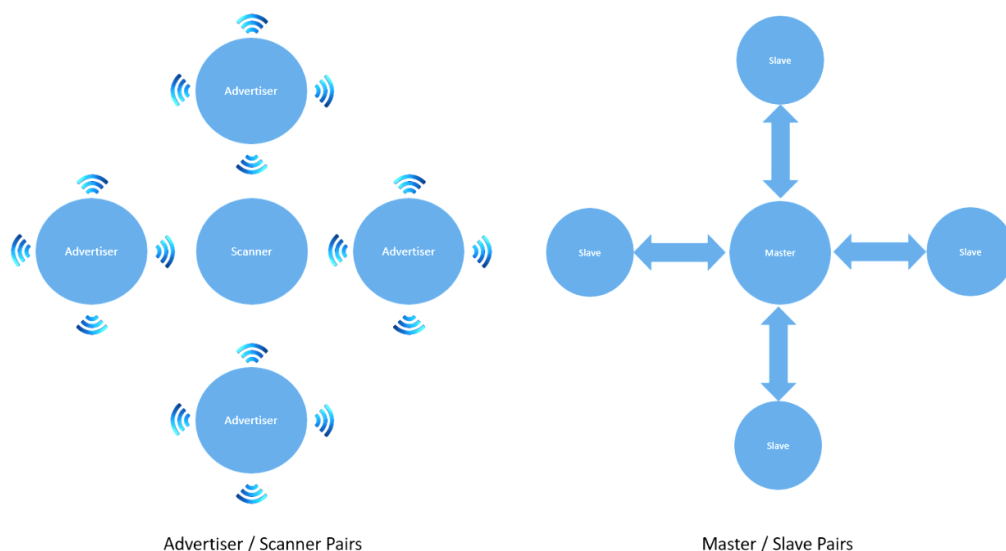 Advertiser
Advertiser
Scanner
Advertiser
Advertiser
Advertiser / Scanner Pairs
Slave
Slave
Master
Slave
Slave
Master / Slave Pairs